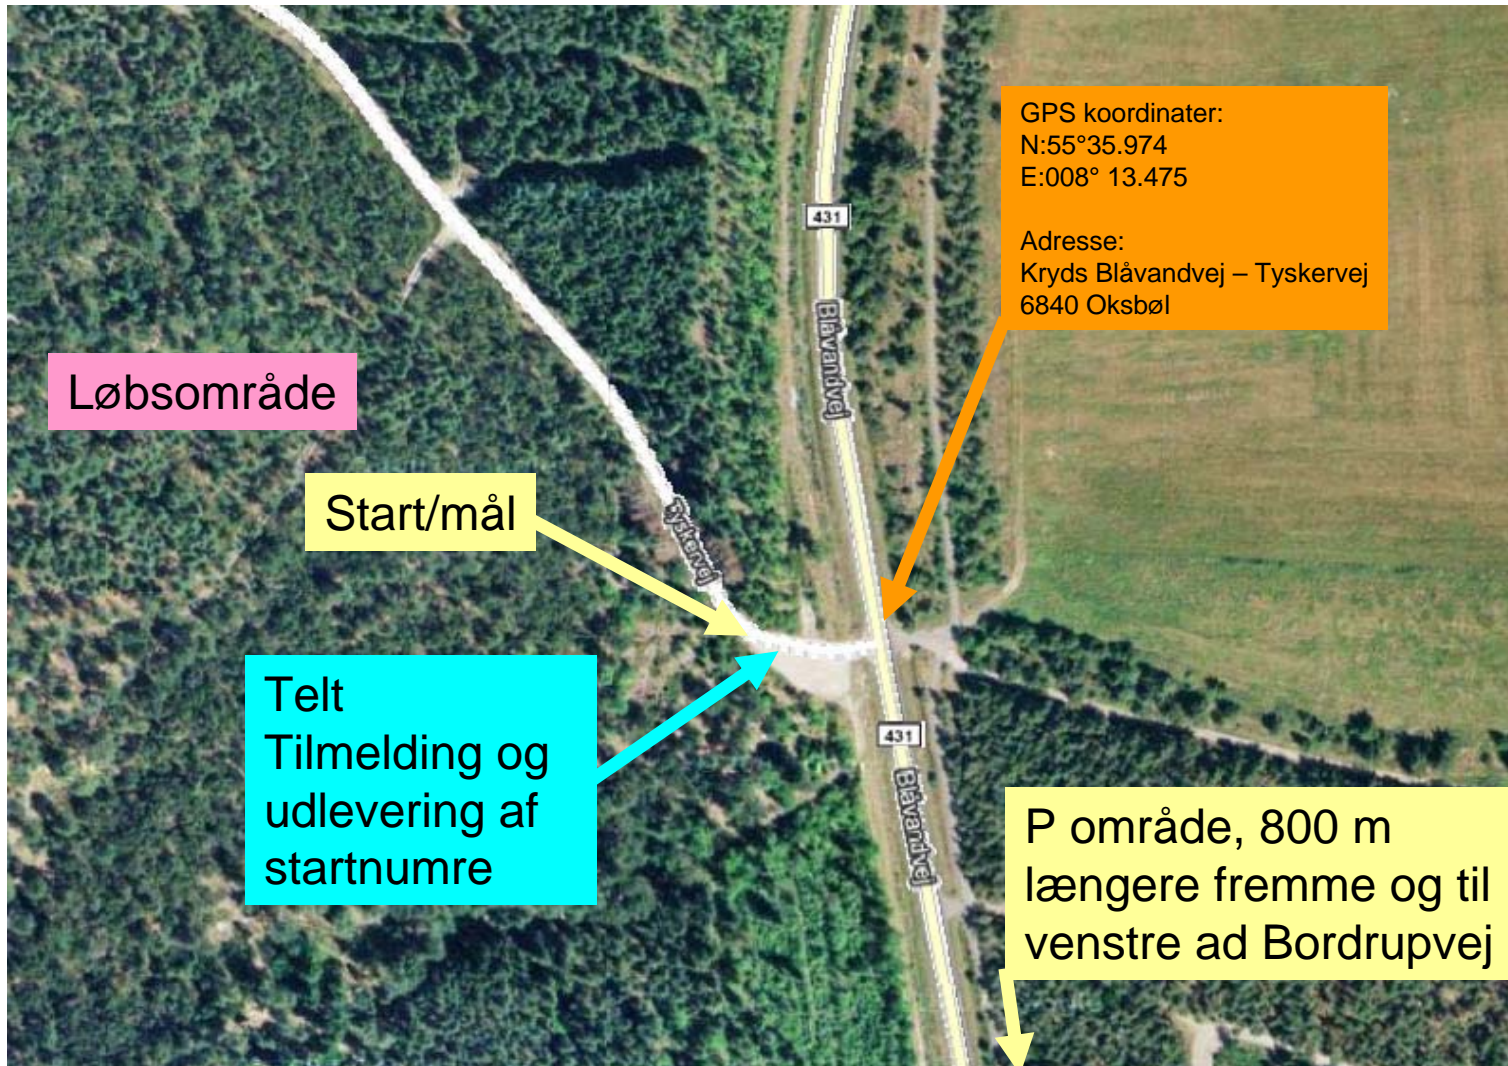 GPS koordinater:
N:55°35.974
E:008° 13.475
Adresse:
Kryds Blåvandvej – Tyskervej
6840 Oksbøl
431
Blåvandvej
Løbsområde
Start/mål
Tyskervej
Telt
Tilmelding og
udlevering af
startnumre
431
Blåvandvej
P område, 800 m
længere fremme og til
venstre ad Bordrupvej